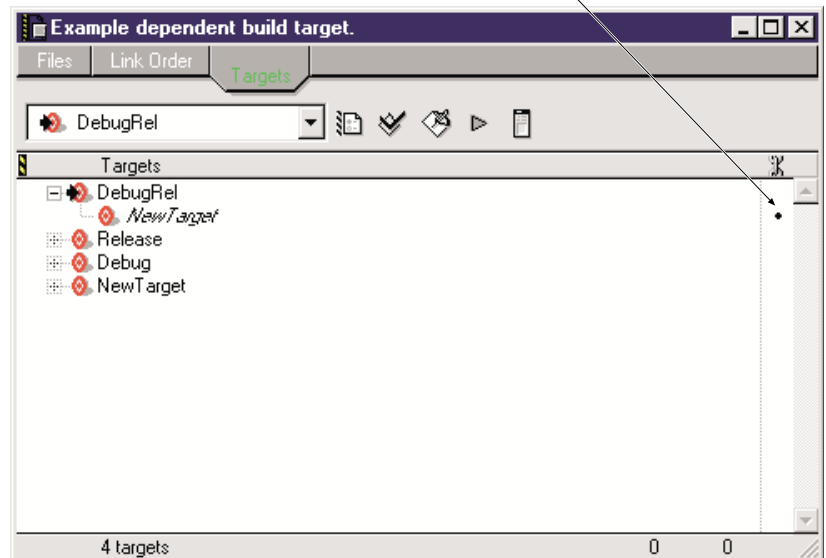 Example dependent build target.
Files Link Order Targets
DebugRel
Targets
DebugRel
NewTarget
Release
Debug
NewTarget
4 targets 0 0